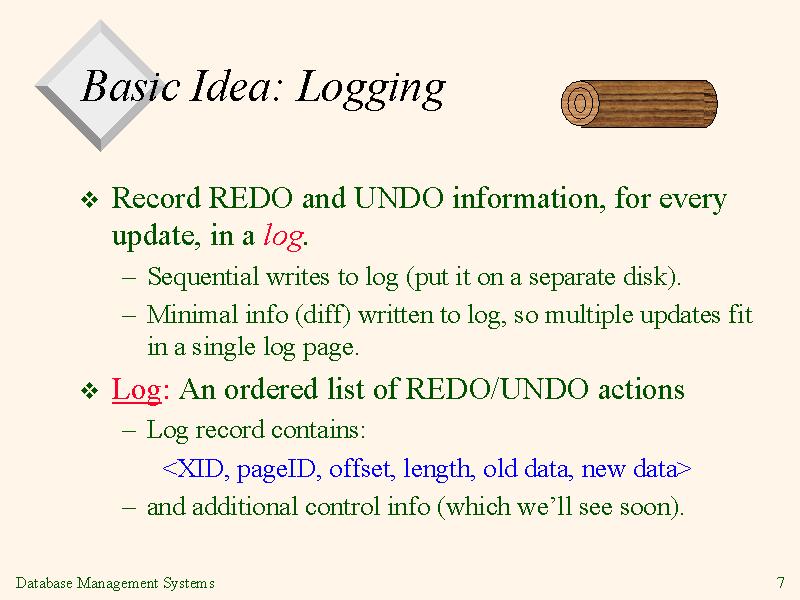 Basic Idea: Logging
❖ Record REDO and UNDO information, for every
update, in a log.
– Sequential writes to log (put it on a separate disk).
– Minimal info (diff) written to log, so multiple updates fit
in a single log page.
❖ Log: An ordered list of REDO/UNDO actions
– Log record contains:
<XID, pageID, offset, length, old data, new data>
– and additional control info (which we’ll see soon).
Database Management Systems
7